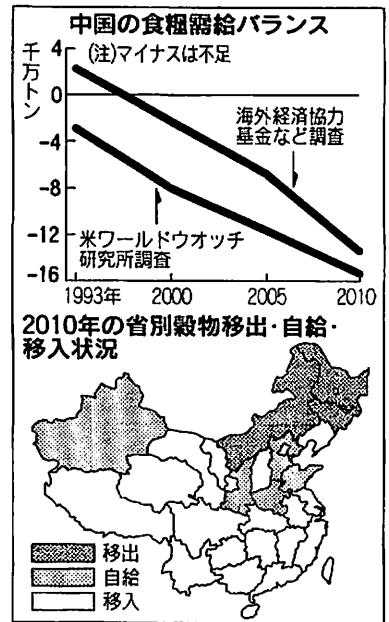 中国の食糧需給バランス
千万トン
(注)マイナスは不足
4
0
-4
-8
-12
-16
海外経済協力
基金など調査
米ワールドウオッチ
研究所調査
1993年 2000 2005 2010
2010年の省別穀物移出・自給・
移入状況
移出
自給
移入